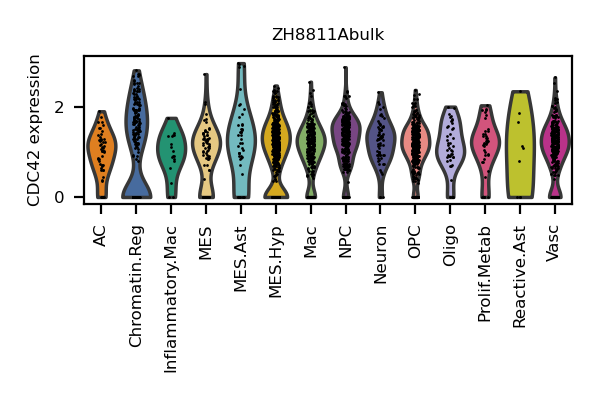 ZH8811Abulk
CDC42 expression
2
0
AC
Chromatin.Reg
Inflammatory.Mac
MES
MES.Ast
MES.Hyp
Mac
NPC
Neuron
OPC
Oligo
Prolif.Metab
Reactive.Ast
Vasc